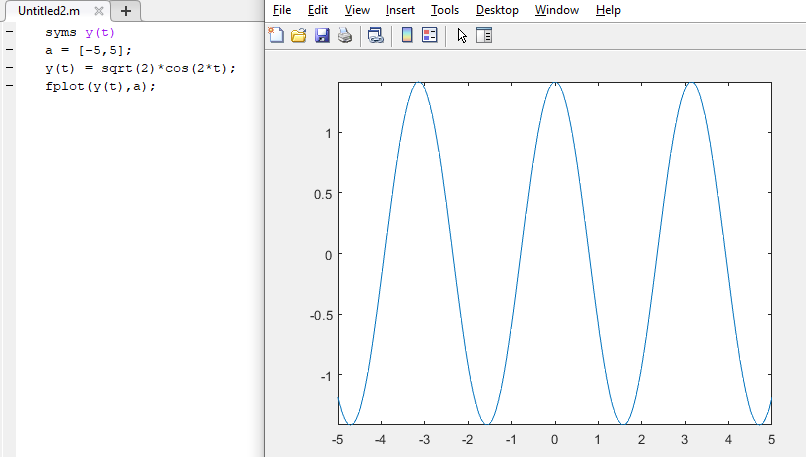 Untitled2.m
syms y(t)
a = [-5,5];
y(t) = sqrt(2)*cos(2*t);
fplot(y(t),a);
File Edit View Insert Tools Desktop Window Help
1
0.5
0
-0.5
-1
-5 -4 -3 -2 -1 0 1 2 3 4 5